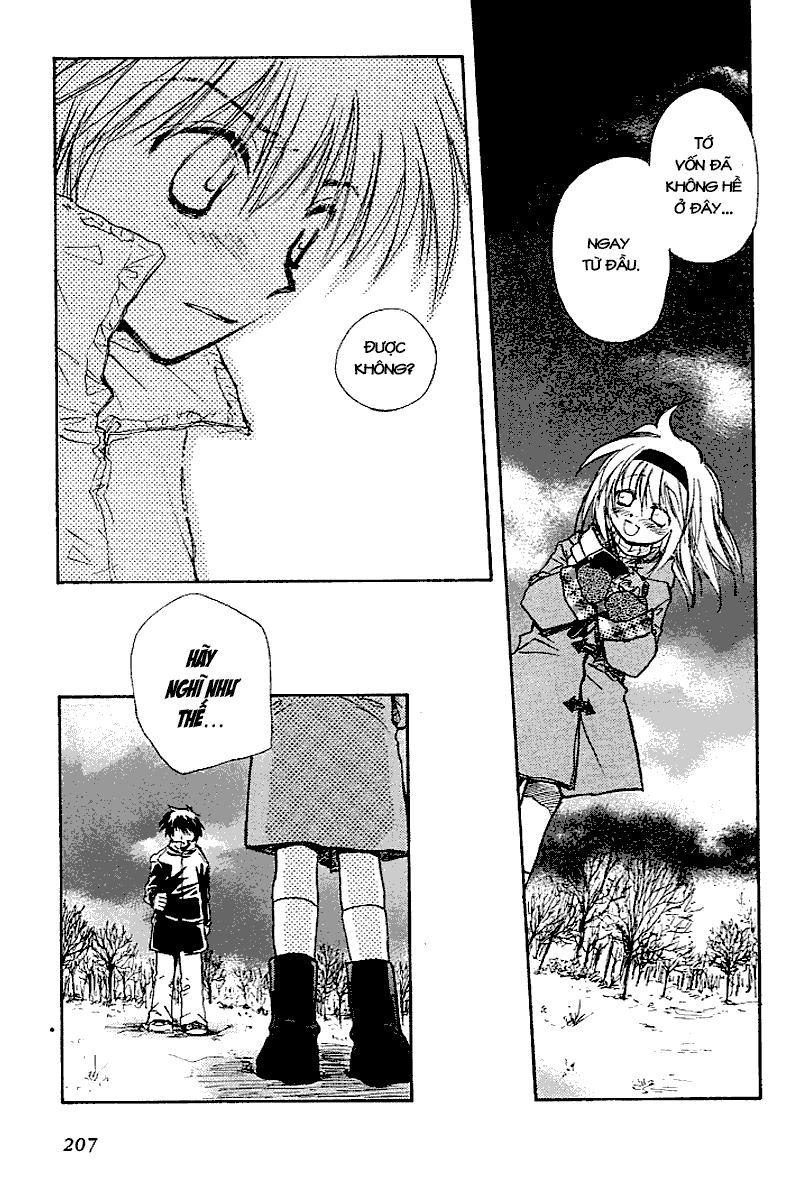 TỚ
VỐN ĐÃ
KHÔNG HỀ
Ở ĐÂY...
NGAY
TỪ ĐẦU.
ĐƯỢC
KHÔNG?
HÃY
NGHĨ NHƯ
THẾ...
207